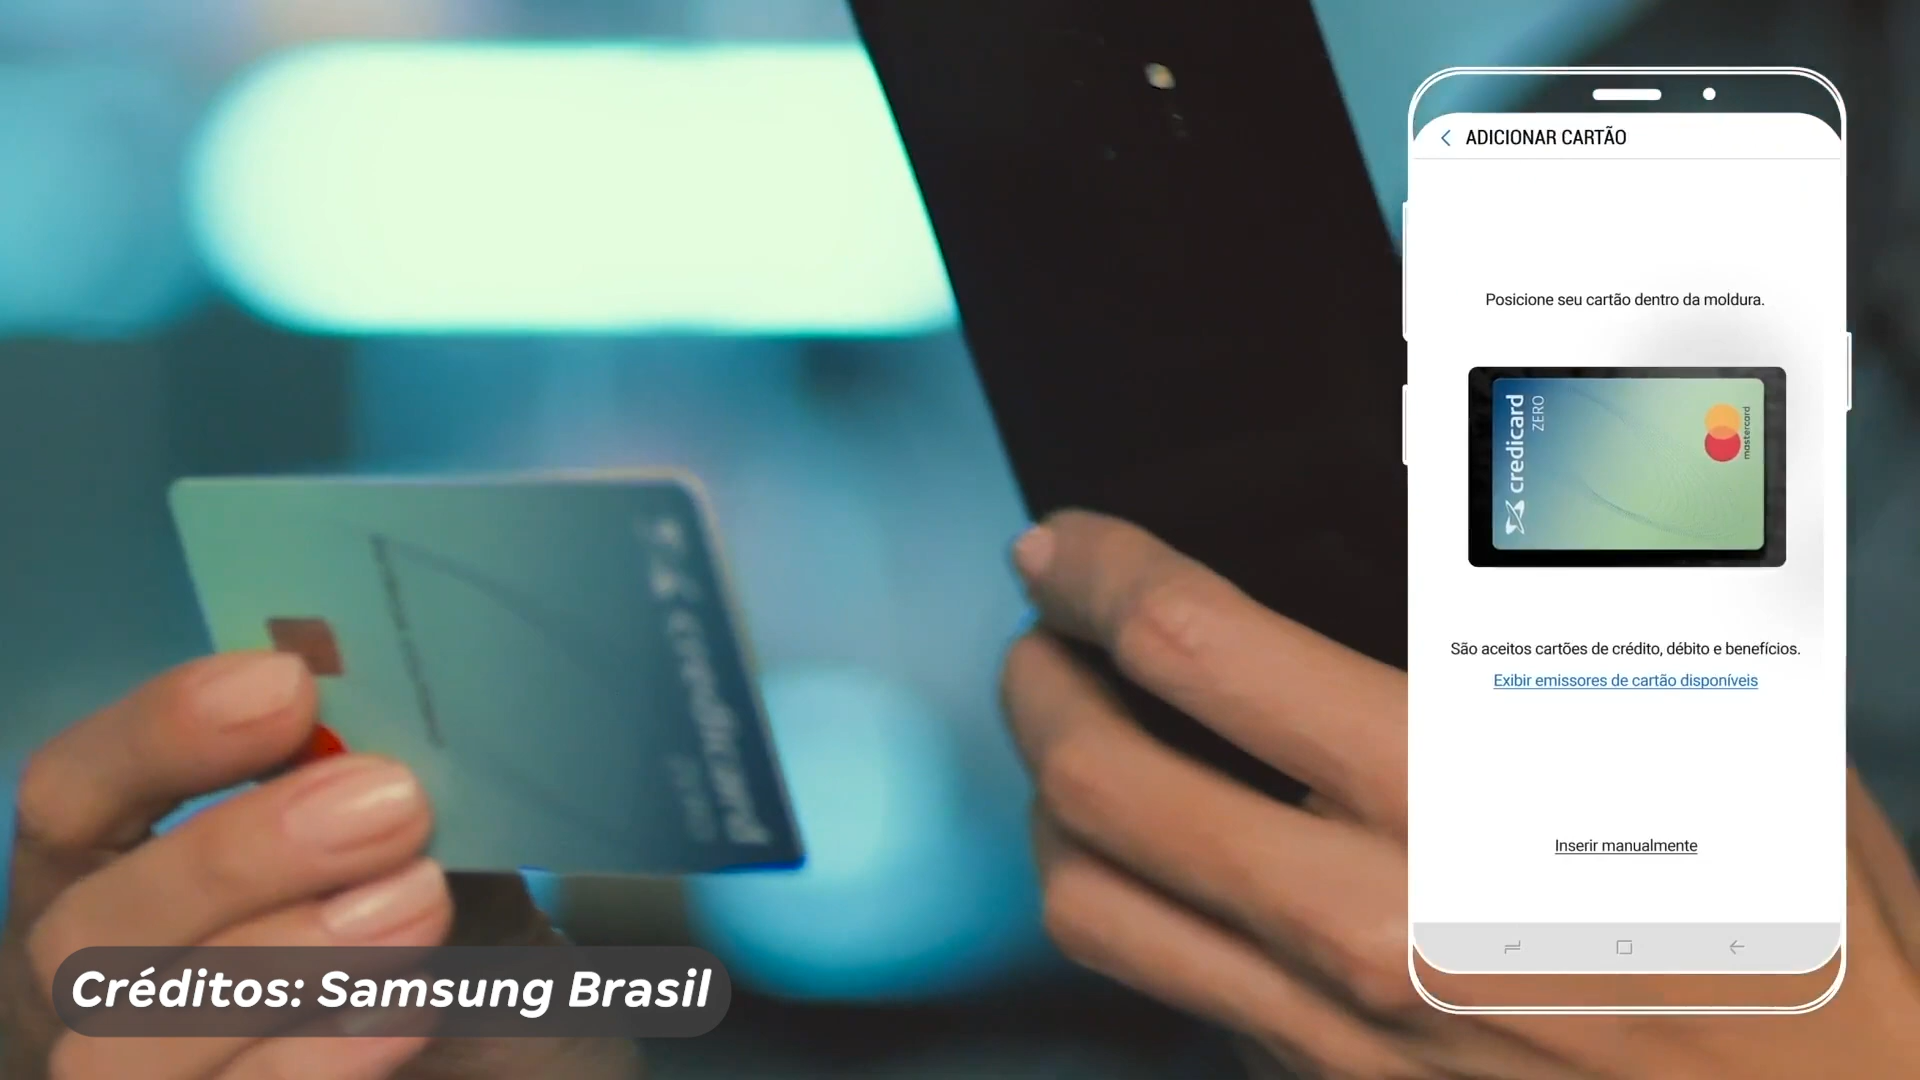 ADICIONAR CARTÃO
Posicione seu cartão dentro da moldura.
credicard
ZERO
mastercard
São aceitos cartões de crédito, débito e benefícios.
Exibir emissores de cartão disponíveis
Inserir manualmente
credicard
Créditos: Samsung Brasil